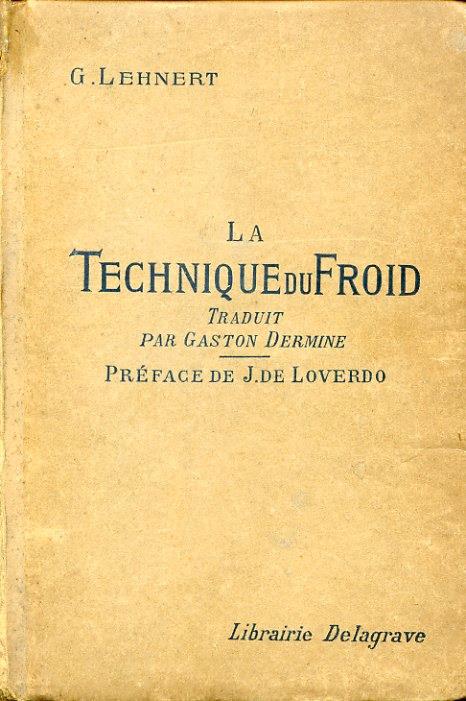 G. LEHNERT
LA
TECHNIQUE DU FROID
TRADUIT
PAR GASTON DERMINE
PRÉFACE DE J. DE LOVERDO
Librairie Delagrave